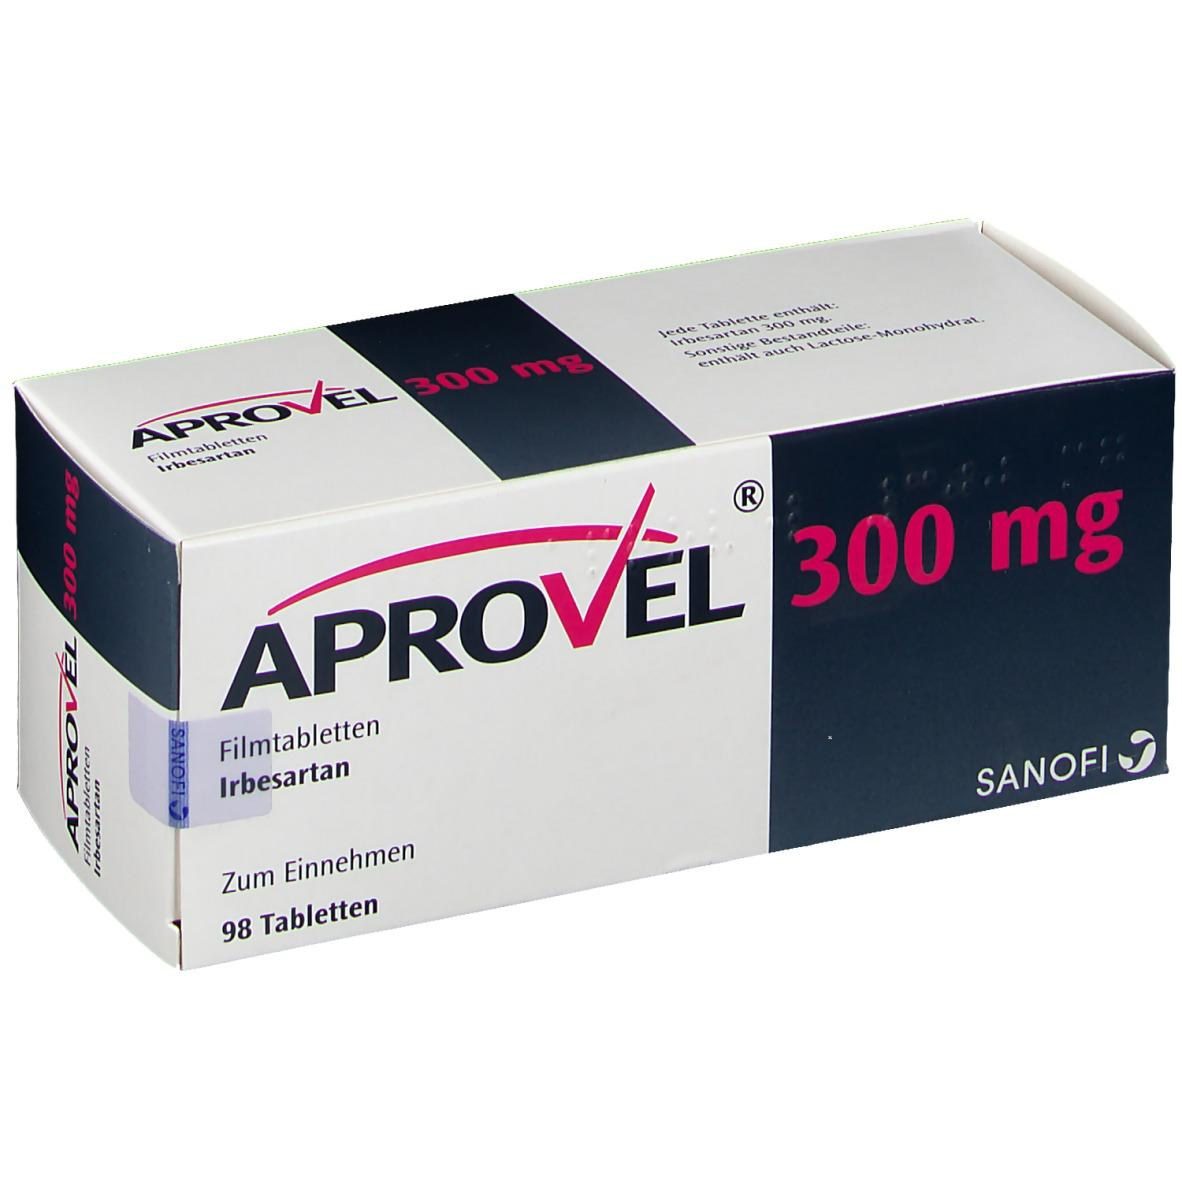 APROVEL 300 mg
Filmtabletten
Irbesartan
Jede Tablette enthält:
Irbesartan 300 mg.
Sonstige Bestandteile:
enthält auch Lactose-Monohydrat.
APROVEL 300 mg
Filmtabletten
Irbesartan
SANOFI
APROVEL® 300 mg
Filmtabletten
Irbesartan
Zum Einnehmen
98 Tabletten
SANOFI